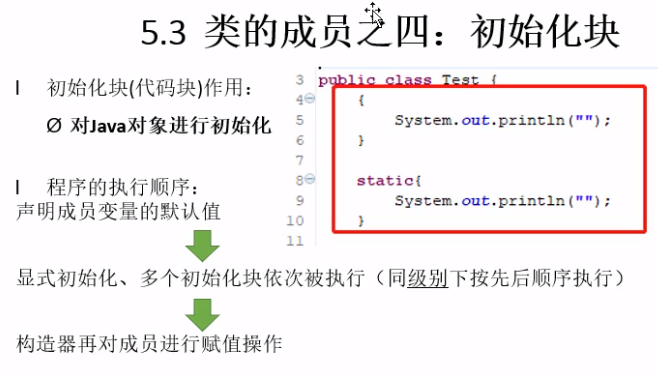 5.3 类的成员之四：初始化块
l 初始化块(代码块)作用：
Ø 对Java对象进行初始化
l 程序的执行顺序：
声明成员变量的默认值
显式初始化、多个初始化块依次被执行（同级别下按先后顺序执行）
构造器再对成员进行赋值操作
3 public class Test {
4 {
5 System.out.println("");
6 }
7
8 static{
9 System.out.println("");
10 }
11